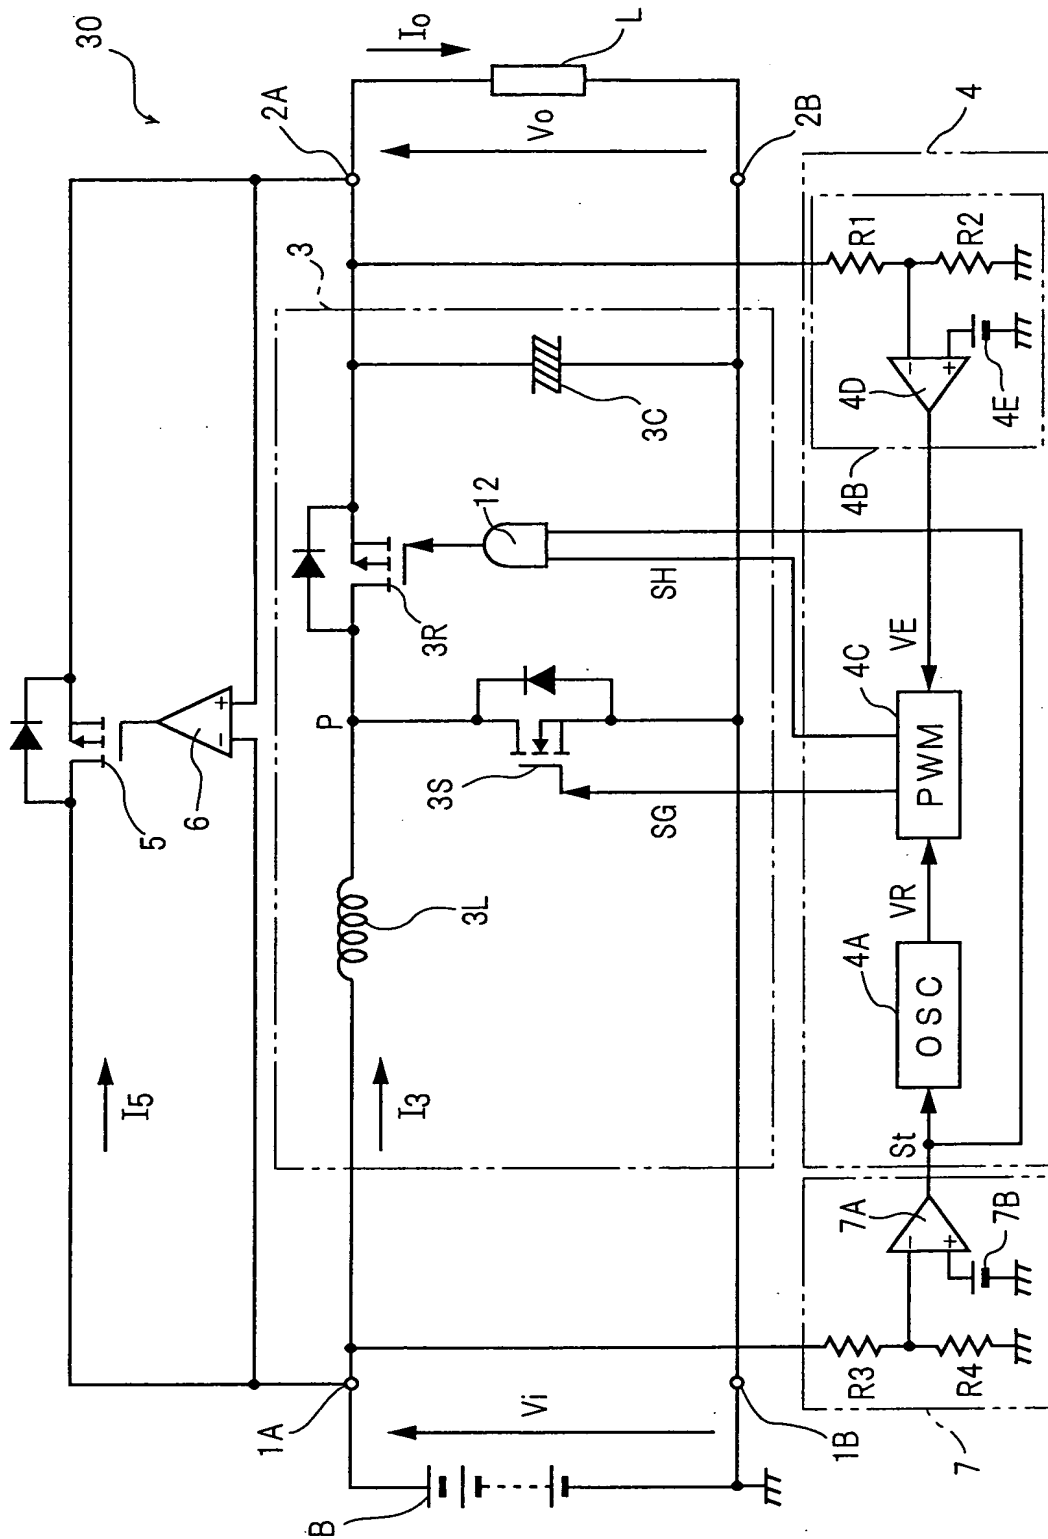 30
I5
5
6
−
+
1A
2A
I3
3
Io
B
Vi
3L
P
3R
12
3S
SG
SH
3C
Vo
L
1B
2B
7
R3
R4
−
+
7A
7B
St
4A
OSC
VR
4C
PWM
VE
4B
−
+
4D
4E
R1
R2
4